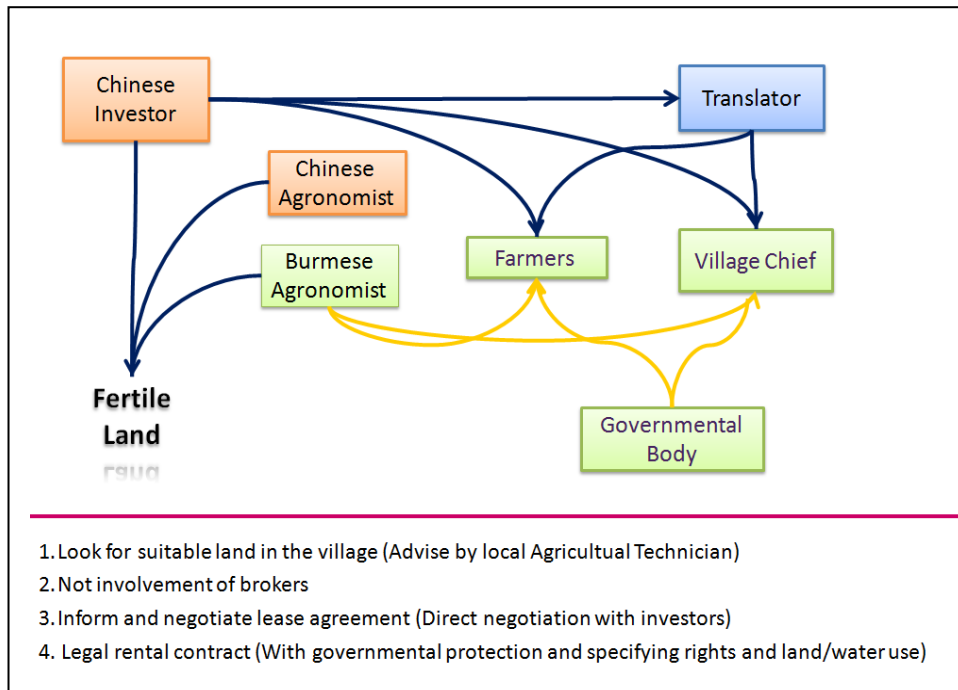 Chinese
Investor
Translator
Chinese
Agronomist
Burmese
Agronomist
Farmers
Village Chief
Fertile
Land
Governmental
Body
1. Look for suitable land in the village (Advise by local Agricultual Technician)
2. Not involvement of brokers
3. Inform and negotiate lease agreement (Direct negotiation with investors)
4. Legal rental contract (With governmental protection and specifying rights and land/water use)